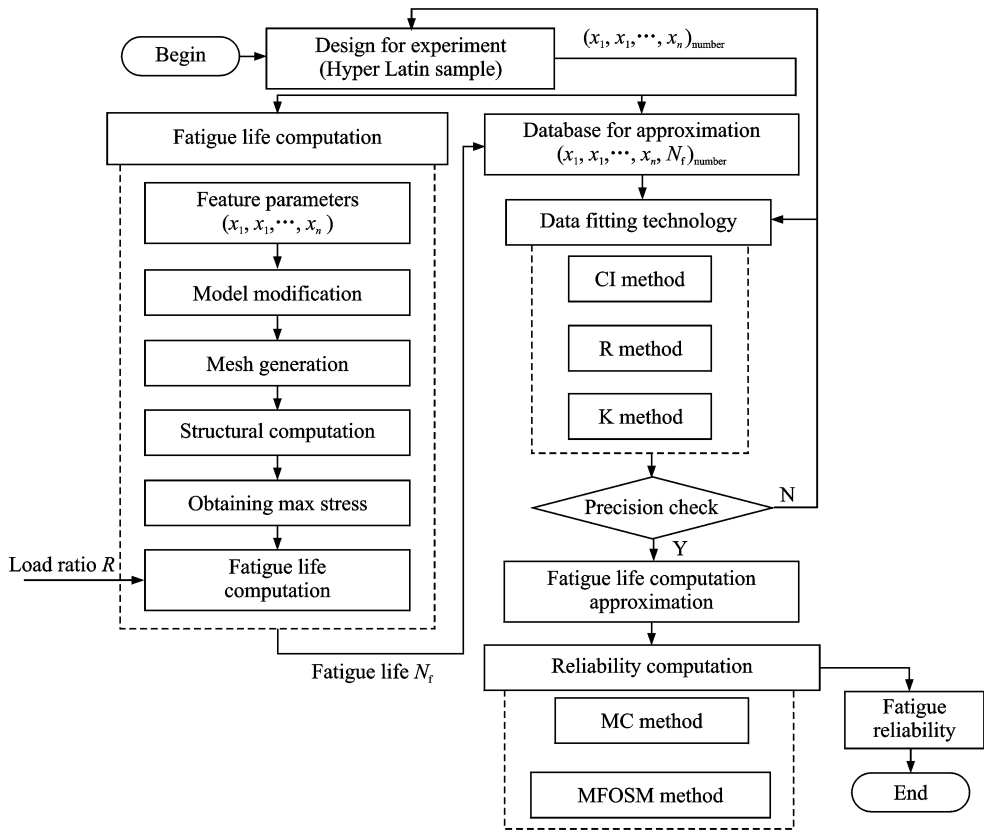 Begin
Design for experiment
(Hyper Latin sample)
(x₁, x₁,⋯, xₙ)number
Fatigue life computation
Feature parameters
(x₁, x₁,⋯, xₙ )
Model modification
Mesh generation
Structural computation
Obtaining max stress
Load ratio R
Fatigue life
computation
Fatigue life Nf
Database for approximation
(x₁, x₁,⋯, xₙ, Nf)number
Data fitting technology
CI method
R method
K method
Precision check
N
Y
Fatigue life computation
approximation
Reliability computation
MC method
MFOSM method
Fatigue
reliability
End